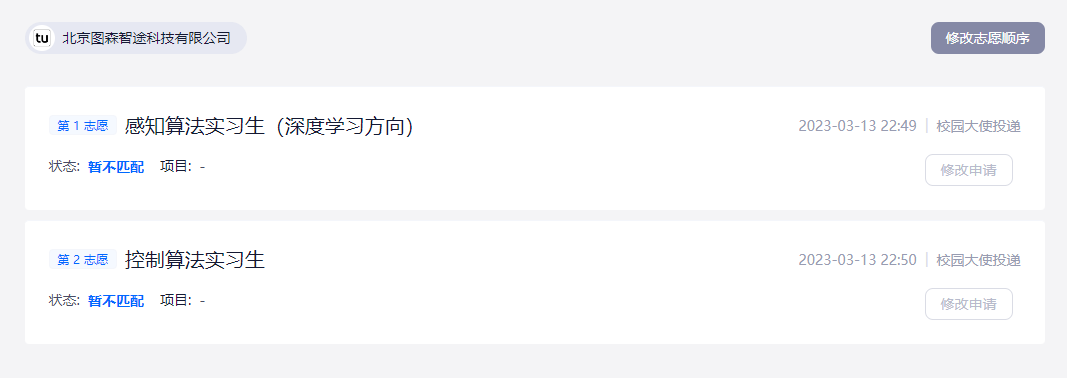 tu 北京图森智途科技有限公司 修改志愿顺序
第 1 志愿 感知算法实习生（深度学习方向） 2023-03-13 22:49 | 校园大使投递
状态: 暂不匹配 项目: - 修改申请
第 2 志愿 控制算法实习生 2023-03-13 22:50 | 校园大使投递
状态: 暂不匹配 项目: - 修改申请